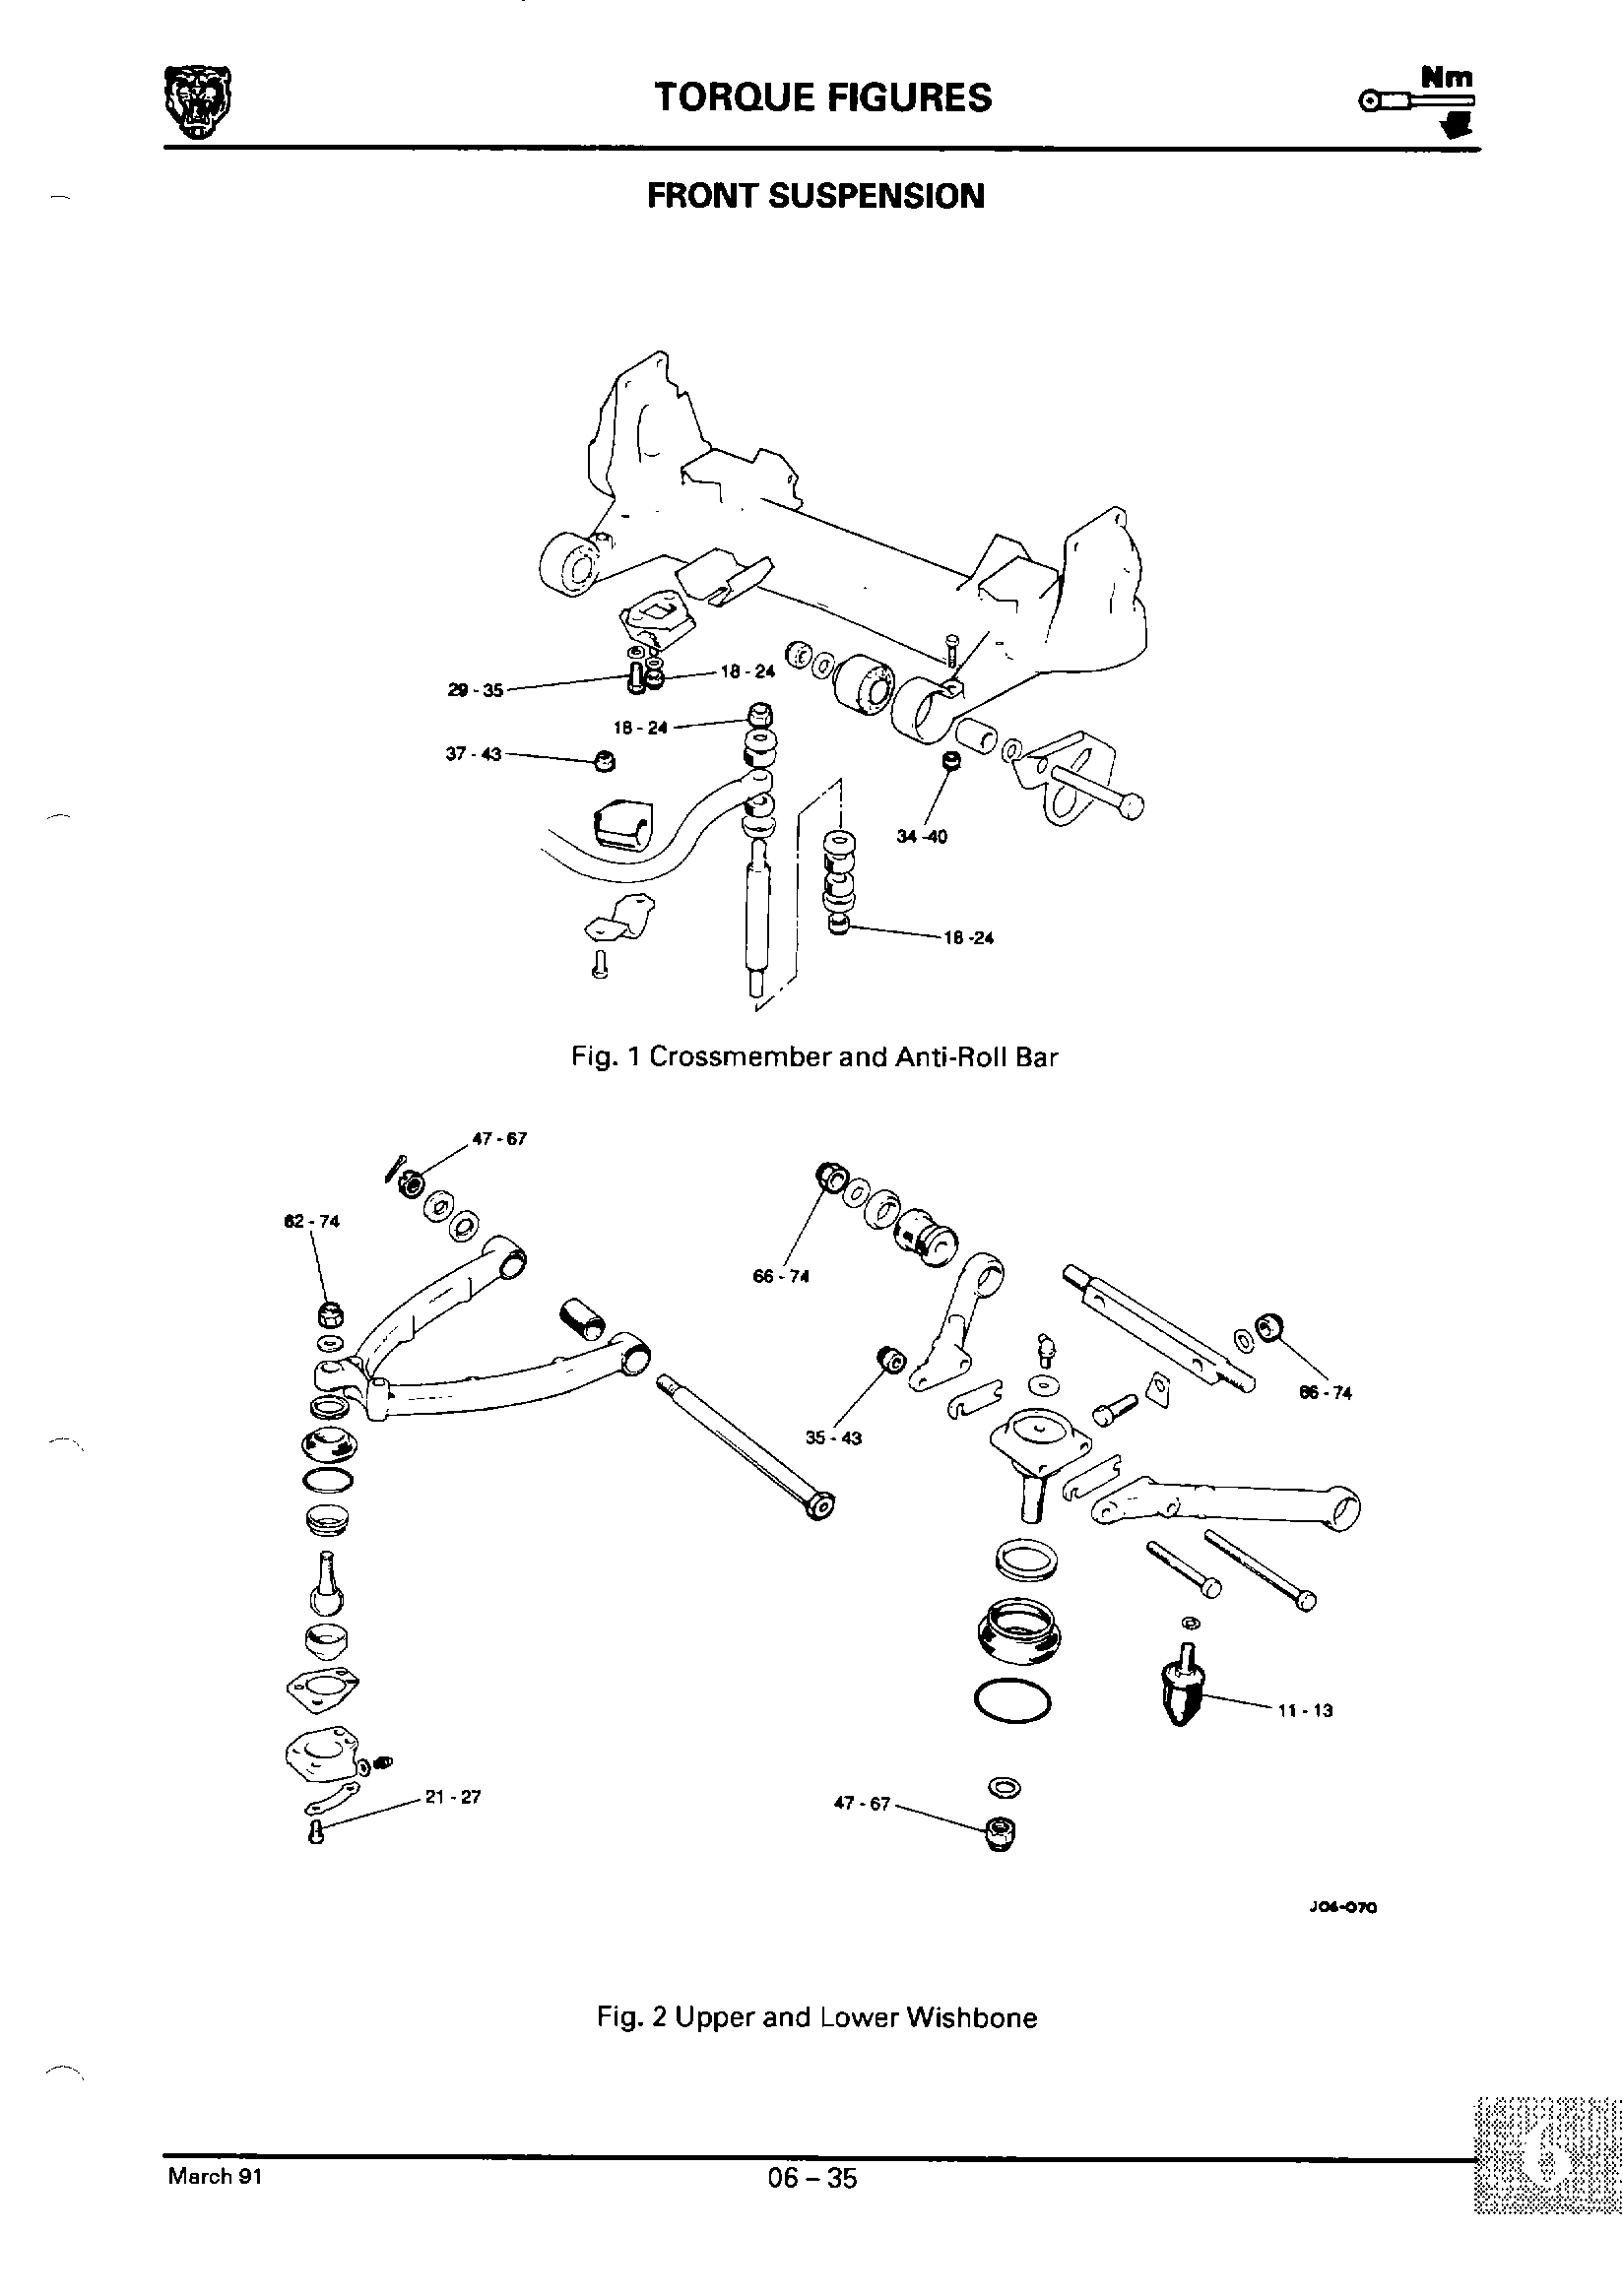 Nm
TORQUE FIGURES
FRONT SUSPENSION
18 - 24
29 - 35
18 - 24
37 - 43
34 -40
18 -24
Fig. 1 Crossmember and Anti-Roll Bar
47 - 67
62 - 74
66 - 74
66 - 74
35 - 43
11 - 13
21 - 27
47 - 67
J06-070
Fig. 2 Upper and Lower Wishbone
6
March 91
06 – 35